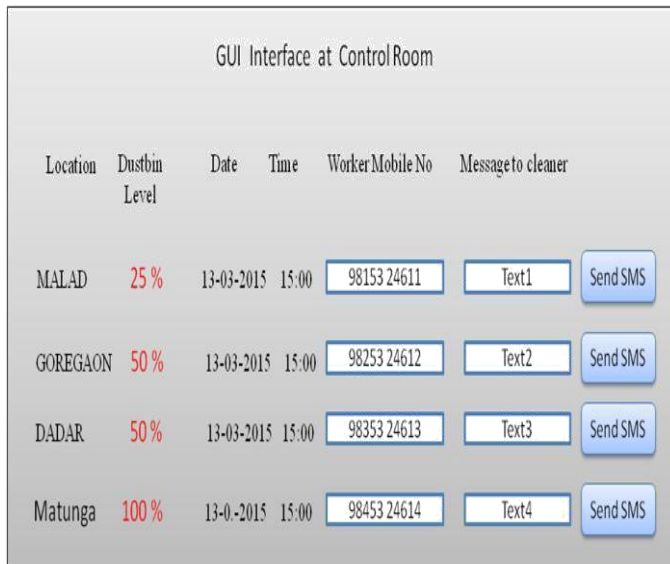 GUI Interface at Control Room
Location Dustbin Level Date Time Worker Mobile No Message to cleaner
MALAD 25 % 13-03-2015 15:00 98153 24611 Text1 Send SMS
GOREGAON 50 % 13-03-2015 15:00 98253 24612 Text2 Send SMS
DADAR 50 % 13-03-2015 15:00 98353 24613 Text3 Send SMS
Matunga 100 % 13-0.-2015 15:00 98453 24614 Text4 Send SMS